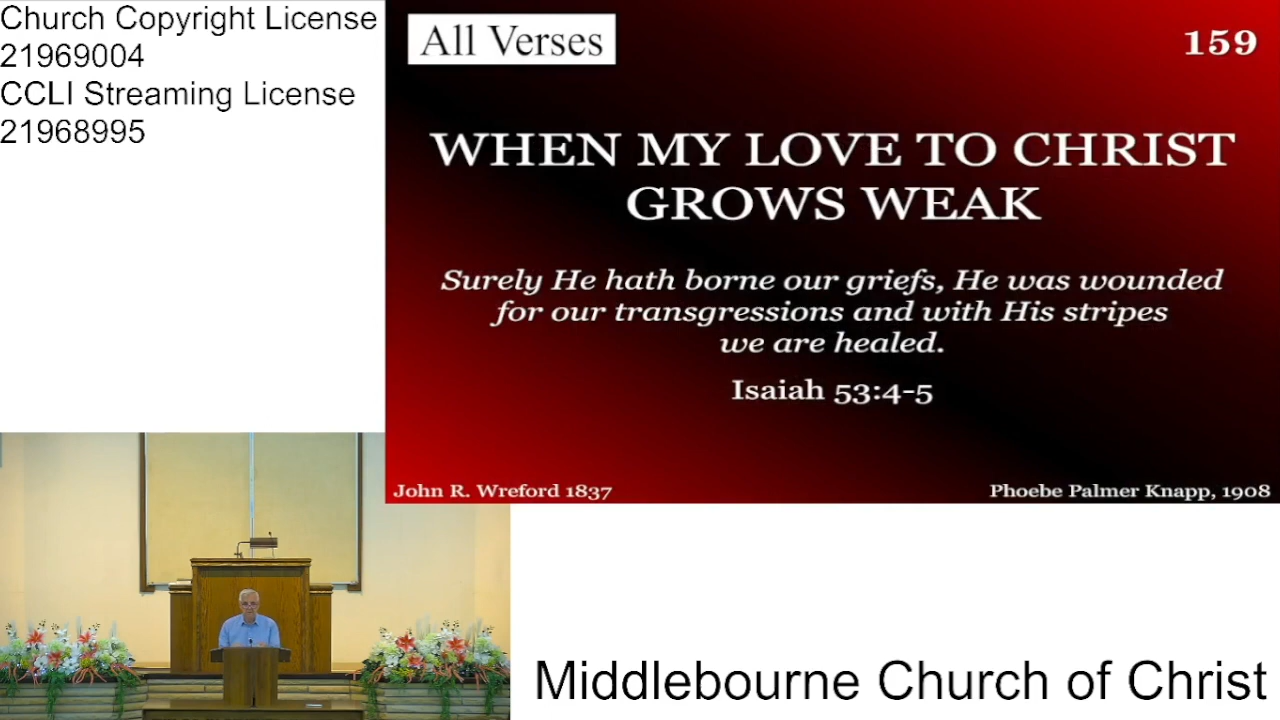 Church Copyright License
21969004
CCLI Streaming License
21968995
All Verses
159
WHEN MY LOVE TO CHRIST
GROWS WEAK
Surely He hath borne our griefs, He was wounded
for our transgressions and with His stripes
we are healed.
Isaiah 53:4-5
John R. Wreford 1837
Phoebe Palmer Knapp, 1908
Middlebourne Church of Christ